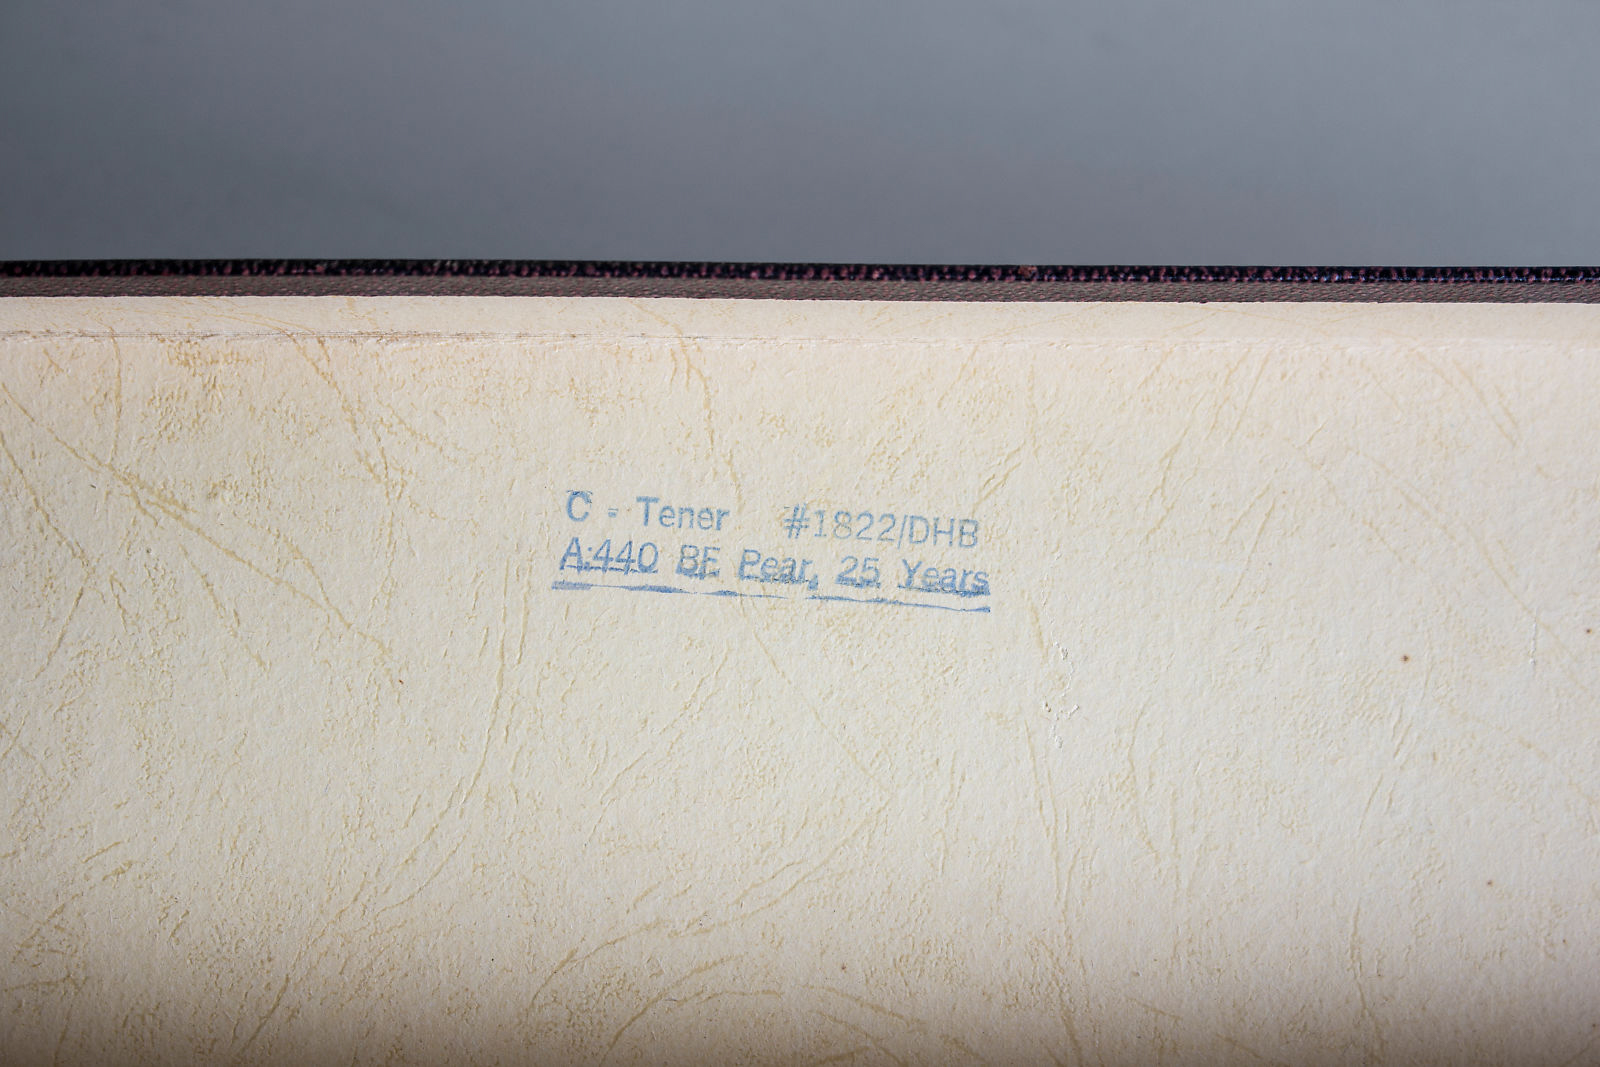 C - Tener #1822/DHB
A:440 BE Pear, 25 Years